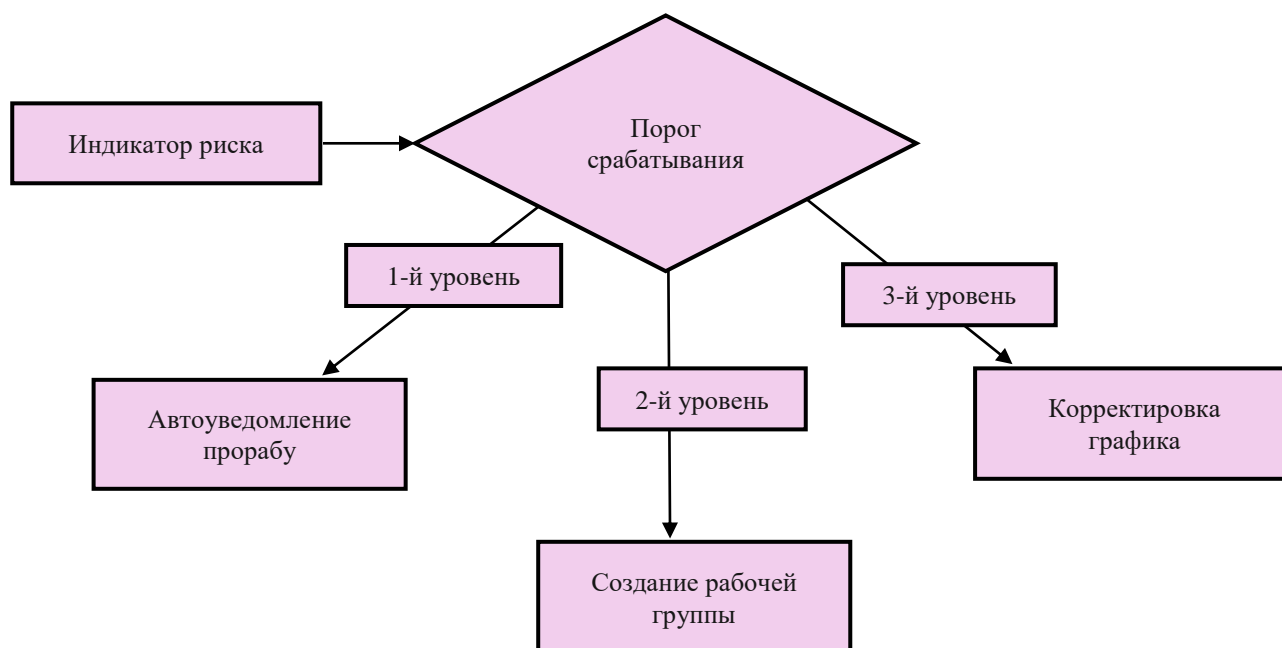 Индикатор риска
Порог
срабатывания
1-й уровень
3-й уровень
2-й уровень
Автоуведомление
прорабу
Корректировка
графика
Создание рабочей
группы